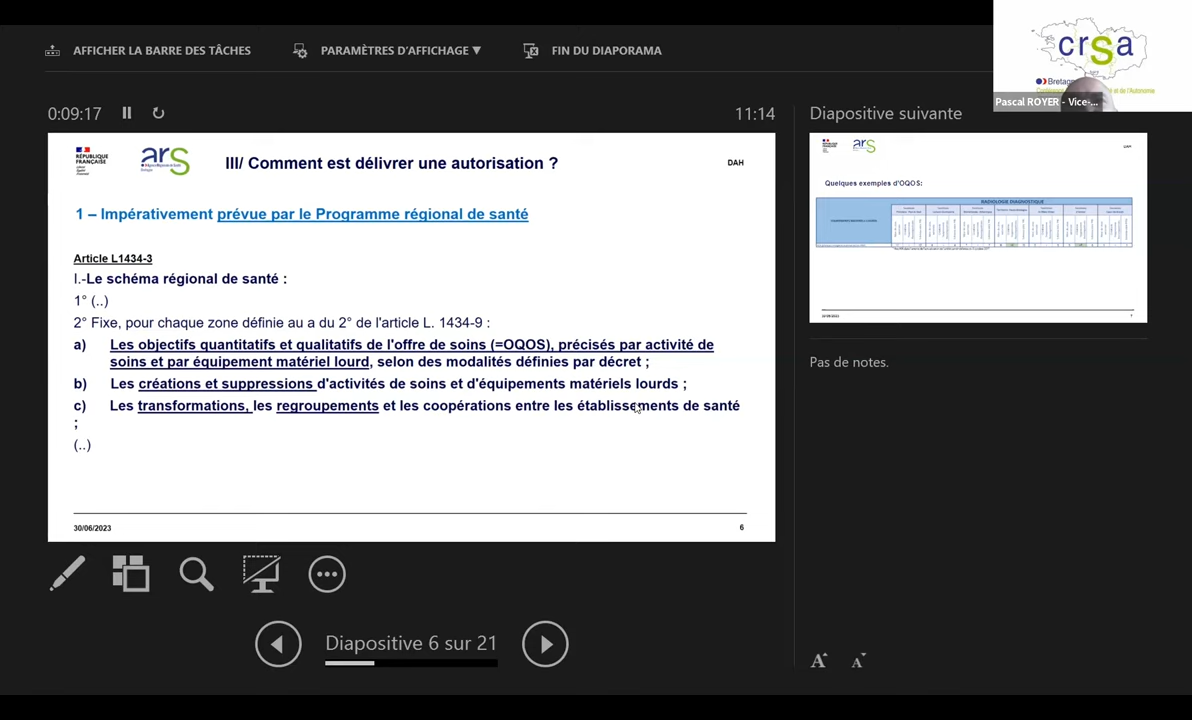 AFFICHER LA BARRE DES TÂCHES
PARAMÈTRES D'AFFICHAGE ▼
FIN DU DIAPORAMA
crsa
Bretagne
Pascal ROYER - Vice-...
0:09:17
11:14
Diapositive suivante
RÉPUBLIQUE
FRANÇAISE
ars
III/ Comment est délivrer une autorisation ?
DAH
1 – Impérativement prévue par le Programme régional de santé
Article L1434-3
I.-Le schéma régional de santé :
1° (..)
2° Fixe, pour chaque zone définie au a du 2° de l'article L. 1434-9 :
a) Les objectifs quantitatifs et qualitatifs de l'offre de soins (=OQOS), précisés par activité de
soins et par équipement matériel lourd, selon des modalités définies par décret ;
b) Les créations et suppressions d'activités de soins et d'équipements matériels lourds ;
c) Les transformations, les regroupements et les coopérations entre les établissements de santé
;
(..)
30/06/2023
6
ars
DAH
Quelques exemples d'OQOS:
RADIOLOGIE DIAGNOSTIQUE
Pas de notes.
Diapositive 6 sur 21